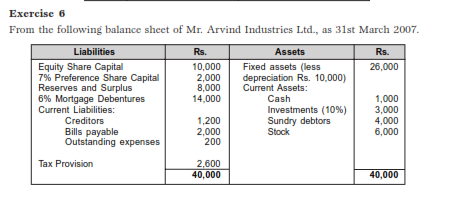 Exercise 6
From the following balance sheet of Mr. Arvind Industries Ltd., as 31st March 2007.
Liabilities Rs. Assets Rs.
Equity Share Capital 10,000 Fixed assets (less 26,000
7% Preference Share Capital 2,000 depreciation Rs. 10,000)
Reserves and Surplus 8,000 Current Assets:
6% Mortgage Debentures 14,000 Cash 1,000
Current Liabilities: Investments (10%) 3,000
Creditors 1,200 Sundry debtors 4,000
Bills payable 2,000 Stock 6,000
Outstanding expenses 200
Tax Provision 2,600
40,000 40,000